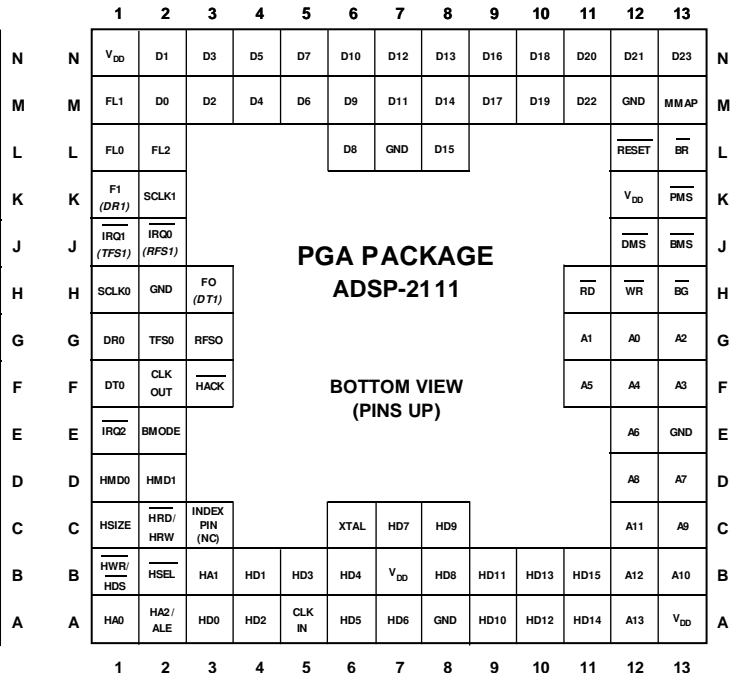 1 2 3 4 5 6 7 8 9 10 11 12 13
N N VDD D1 D3 D5 D7 D10 D12 D13 D16 D18 D20 D21 D23 N
M M FL1 D0 D2 D4 D6 D9 D11 D14 D17 D19 D22 GND MMAP M
L L FL0 FL2 D8 GND D15 RESET BR L
K K F1 (DR1) SCLK1 VDD PMS K
J J IRQ1 (TFS1) IRQ0 (RFS1) DMS BMS J
PGA PACKAGE
H H SCLK0 GND FO (DT1) ADSP-2111 RD WR BG H
G G DR0 TFS0 RFSO A1 A0 A2 G
F F DT0 CLK OUT HACK BOTTOM VIEW A5 A4 A3 F
(PINS UP)
E E IRQ2 BMODE A6 GND E
D D HMD0 HMD1 A8 A7 D
C C HSIZE HRD/ HRW INDEX PIN (NC) XTAL HD7 HD9 A11 A9 C
B B HWR/ HDS HSEL HA1 HD1 HD3 HD4 VDD HD8 HD11 HD13 HD15 A12 A10 B
A A HA0 HA2/ ALE HD0 HD2 CLK IN HD5 HD6 GND HD10 HD12 HD14 A13 VDD A
1 2 3 4 5 6 7 8 9 10 11 12 13